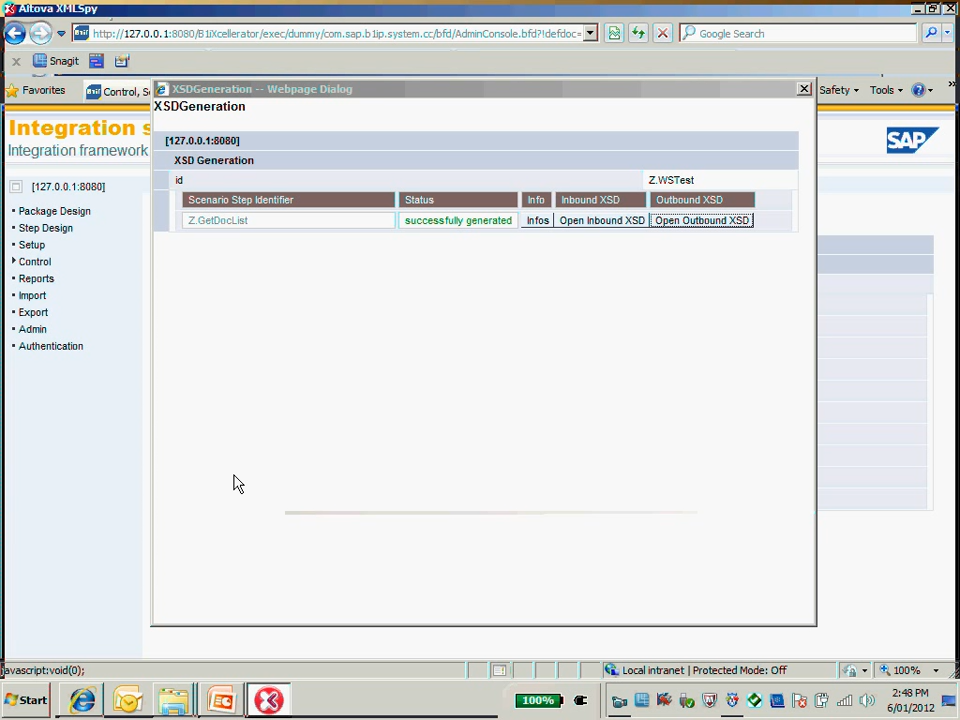 Altova XMLSpy
http://127.0.0.1:8080/B1iXcellerator/exec/dummy/com.sap.b1ip.system.cc/bfd/AdminConsole.bfd?!defdoc=
Google Search
Snagit
Favorites
Control, S
Safety
Tools
XSDGeneration -- Webpage Dialog
XSDGeneration
Integration s
Integration framework
SAP
[127.0.0.1:8080]
Package Design
Step Design
Setup
Control
Reports
Import
Export
Admin
Authentication
[127.0.0.1:8080]
XSD Generation
id Z.WSTest
Scenario Step Identifier Status Info Inbound XSD Outbound XSD
Z.GetDocList successfully generated Infos Open Inbound XSD Open Outbound XSD
javascript:void(0);
Local intranet | Protected Mode: Off
100%
Start
100%
2:48 PM
6/01/2012